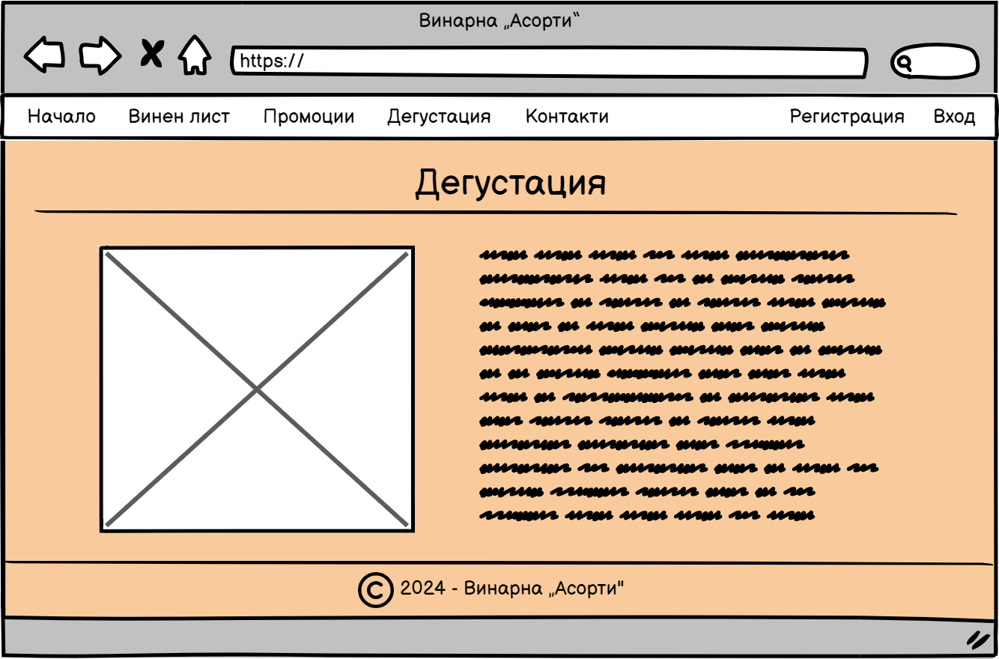 Винарна „Асорти“
https://
Начало Винен лист Промоции Дегустация Контакти Регистрация Вход
Дегустация
© 2024 - Винарна „Асорти"